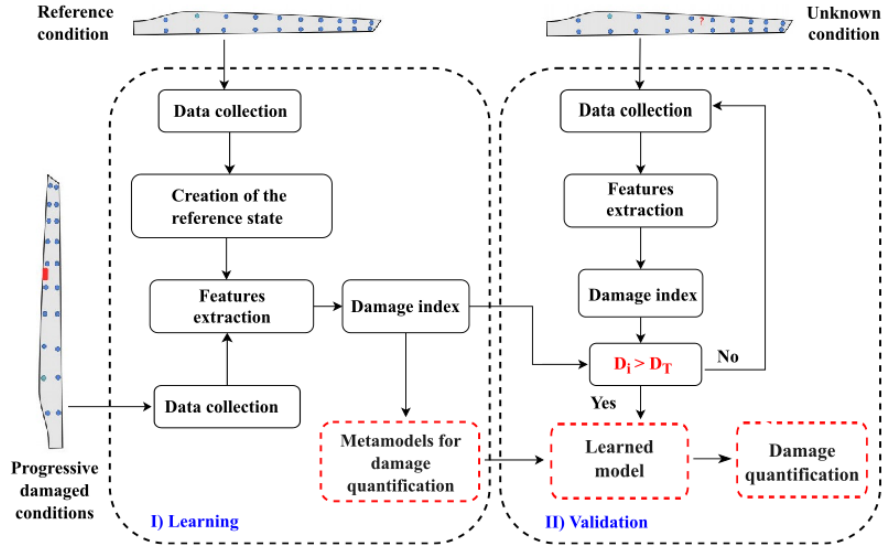 Reference
condition
?
Unknown
condition
Data collection
Creation of the
reference state
Features
extraction
Damage index
Data collection
Metamodels for
damage
quantification
Progressive
damaged
conditions
I) Learning
Data collection
Features
extraction
Damage index
Di > DT
No
Yes
Learned
model
Damage
quantification
II) Validation